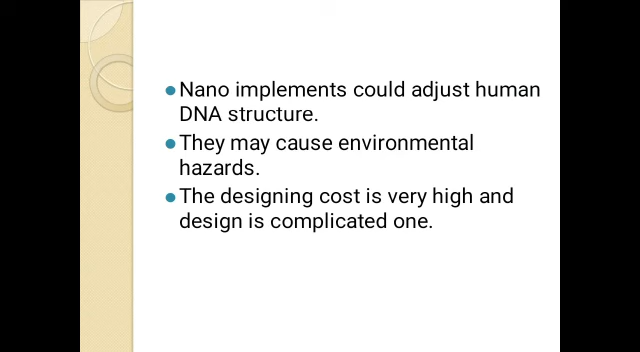 Nano implements could adjust human
DNA structure.
They may cause environmental
hazards.
The designing cost is very high and
design is complicated one.